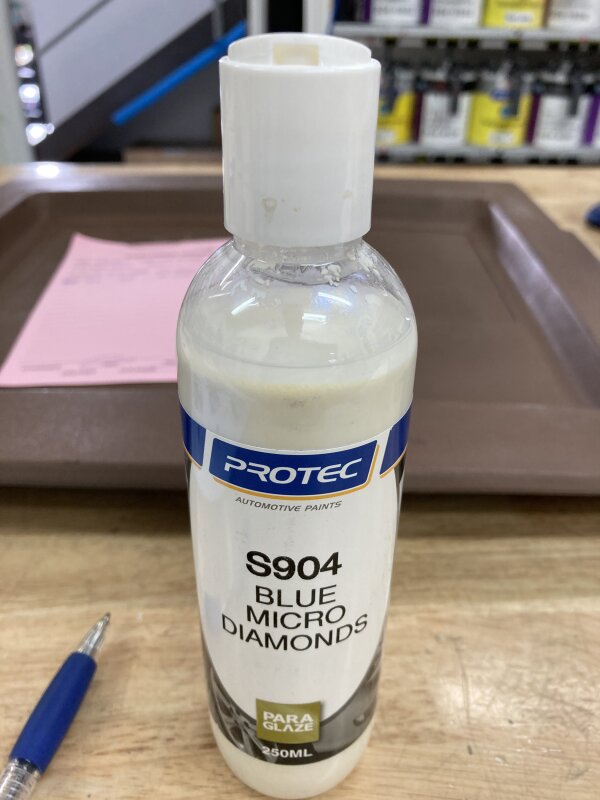 PROTEC
AUTOMOTIVE PAINTS
S904
BLUE
MICRO
DIAMONDS
PARA
GLAZE
250ML